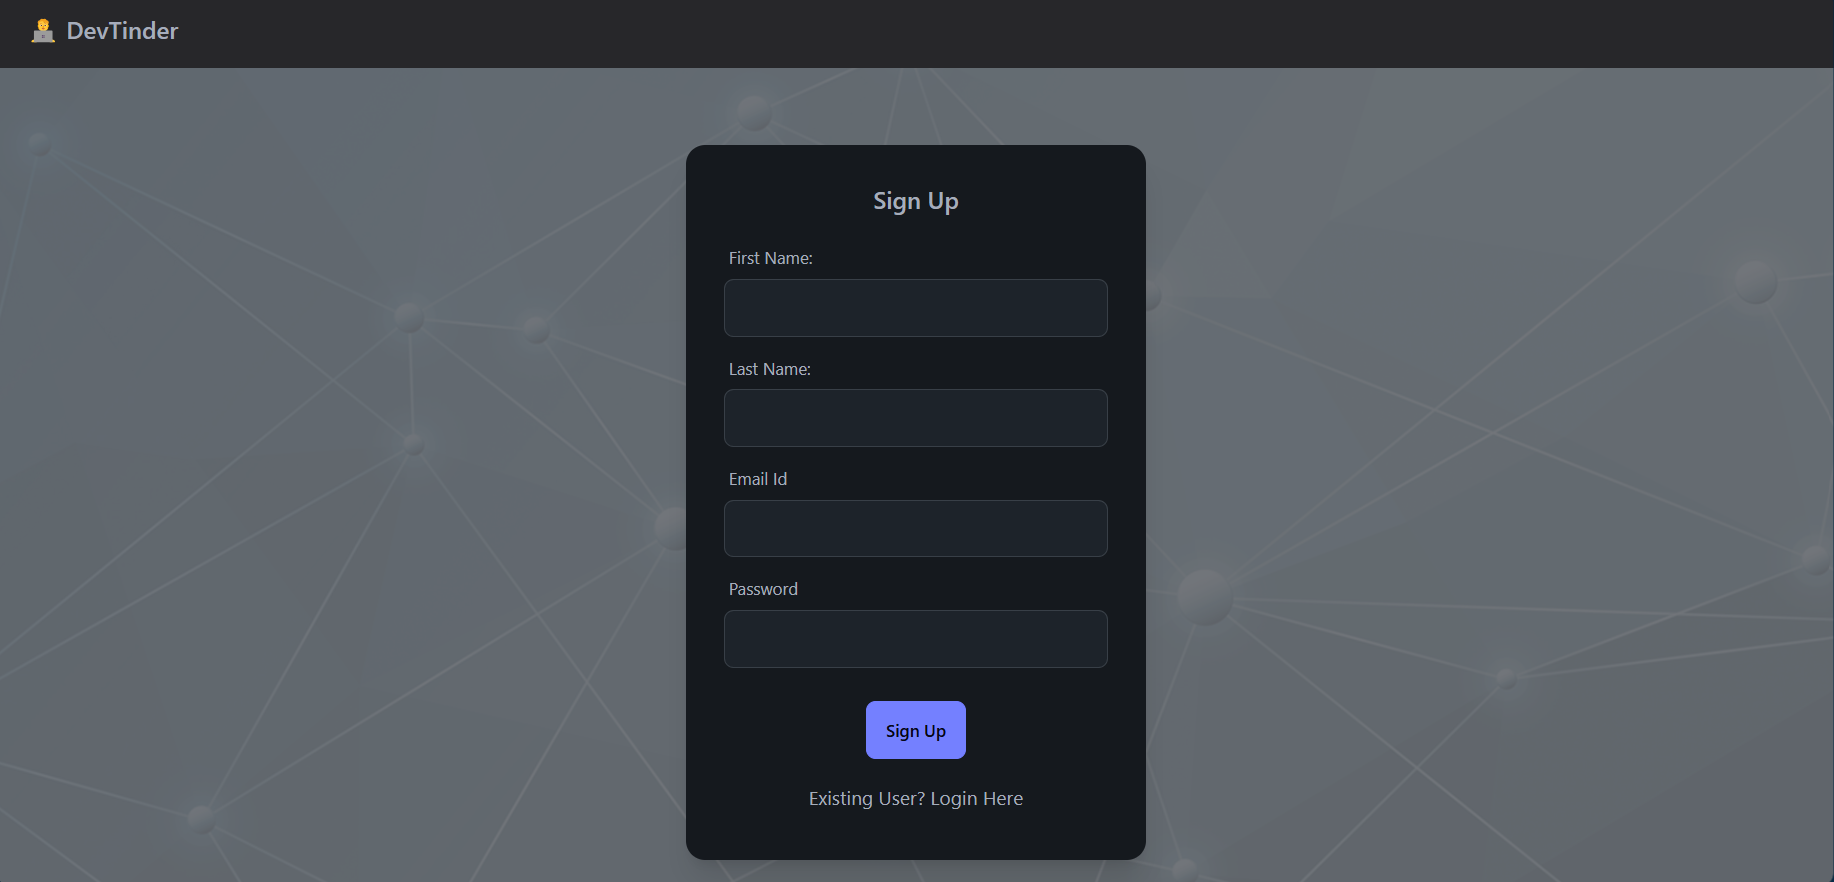 DevTinder
Sign Up
First Name:
Last Name:
Email Id
Password
Sign Up
Existing User? Login Here